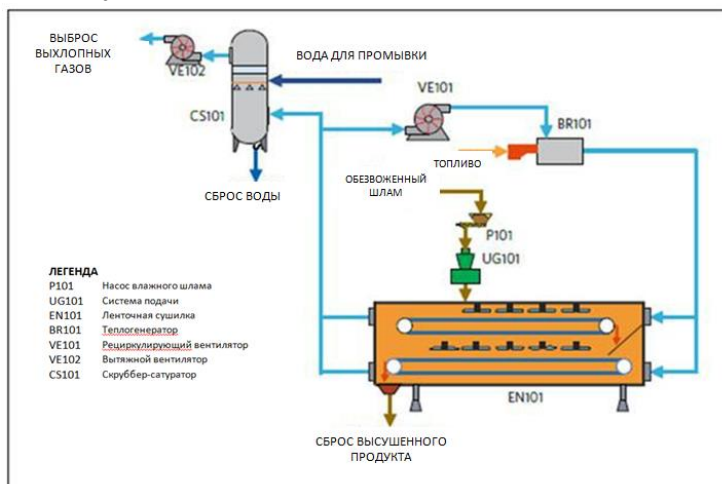 ВЫБРОС
ВЫХЛОПНЫХ
ГАЗОВ
VE102
ВОДА ДЛЯ ПРОМЫВКИ
VE101
CS101
BR101
ТОПЛИВО
ОБЕЗВОЖЕННЫЙ
ШЛАМ
СБРОС ВОДЫ
P101
UG101
ЛЕГЕНДА
P101 Насос влажного шлама
UG101 Система подачи
EN101 Ленточная сушилка
BR101 Теплогенератор
VE101 Рециркулирующий вентилятор
VE102 Вытяжной вентилятор
CS101 Скруббер-сатуратор
EN101
СБРОС ВЫСУШЕННОГО
ПРОДУКТА